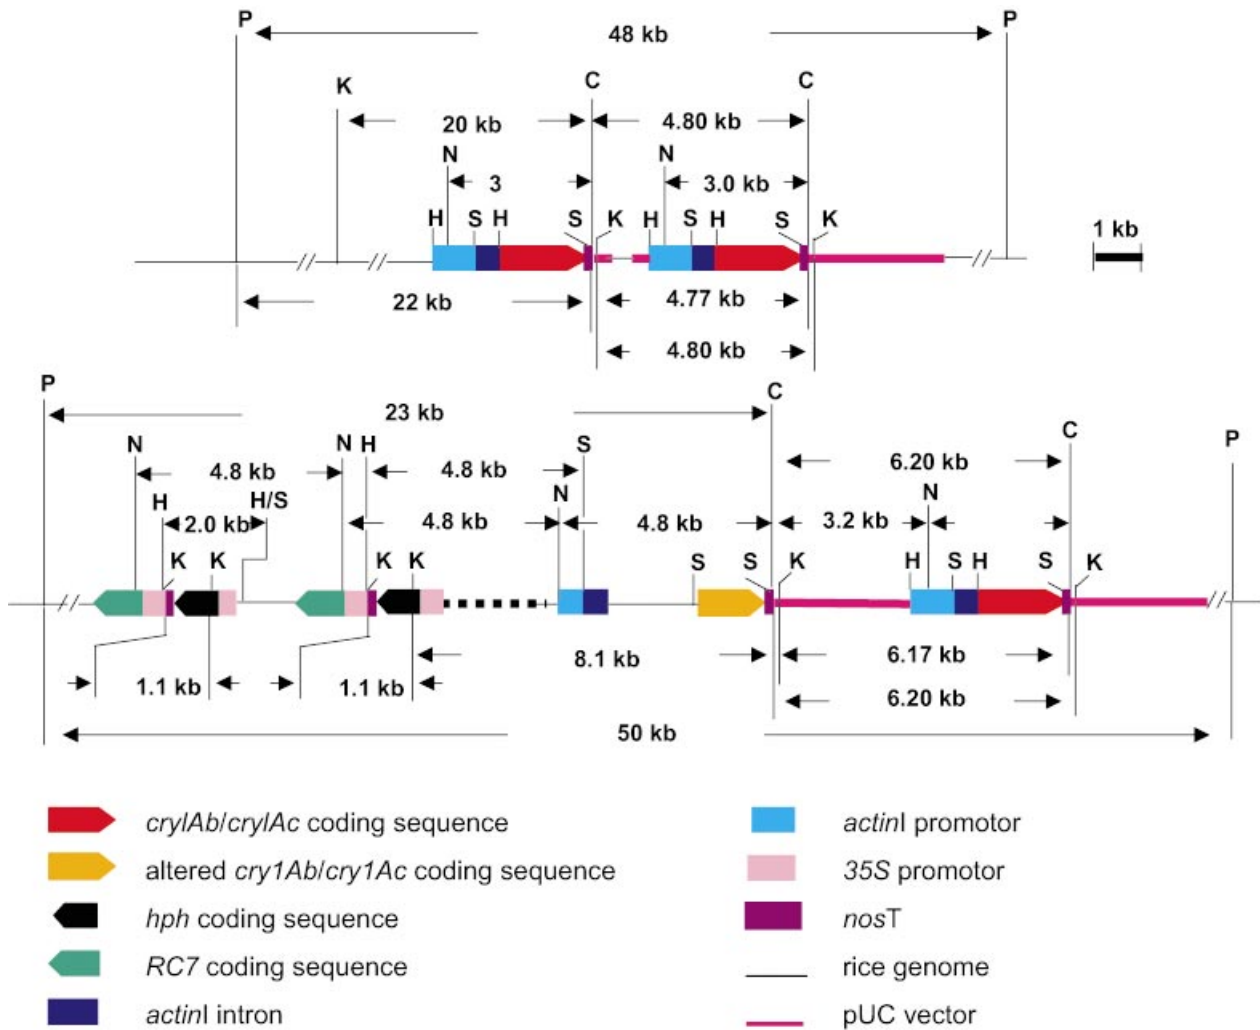 P P
48 kb
K C C
20 kb 4.80 kb
N N
3 3.0 kb
H S H S K H S H S K
1 kb
22 kb 4.77 kb
4.80 kb
P C
23 kb
N N H S C P
4.8 kb 4.8 kb 6.20 kb
H H/S N N
2.0 kb 4.8 kb 4.8 kb 3.2 kb
K K K K S S K H S H S K
8.1 kb 6.17 kb
1.1 kb 1.1 kb 6.20 kb
50 kb
crylAb/crylAc coding sequence
altered cry1Ab/cry1Ac coding sequence
hph coding sequence
RC7 coding sequence
actinI intron
actinI promotor
35S promotor
nosT
rice genome
pUC vector